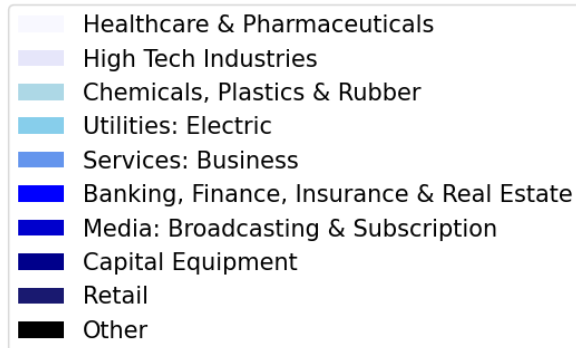 Healthcare & Pharmaceuticals
High Tech Industries
Chemicals, Plastics & Rubber
Utilities: Electric
Services: Business
Banking, Finance, Insurance & Real Estate
Media: Broadcasting & Subscription
Capital Equipment
Retail
Other